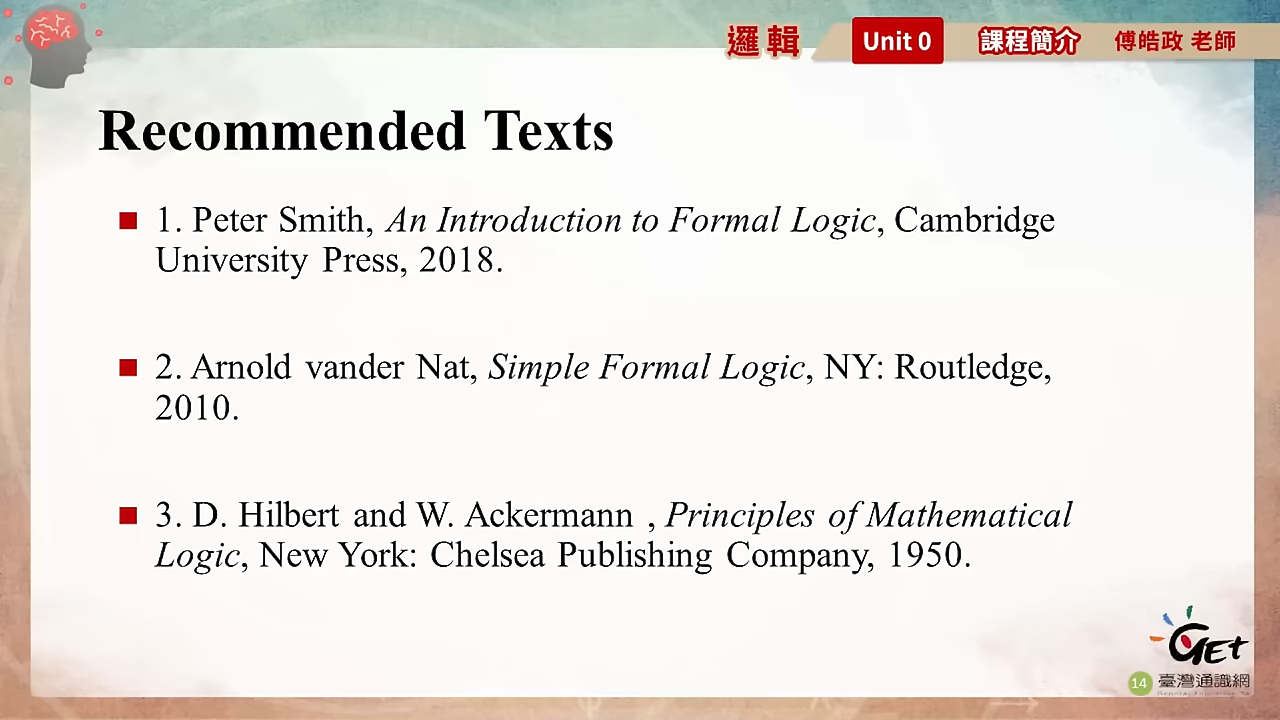 邏輯 Unit 0 課程簡介 傅皓政 老師
Recommended Texts
1. Peter Smith, An Introduction to Formal Logic, Cambridge
University Press, 2018.
2. Arnold vander Nat, Simple Formal Logic, NY: Routledge,
2010.
3. D. Hilbert and W. Ackermann , Principles of Mathematical
Logic, New York: Chelsea Publishing Company, 1950.
GET
14 臺灣通識網